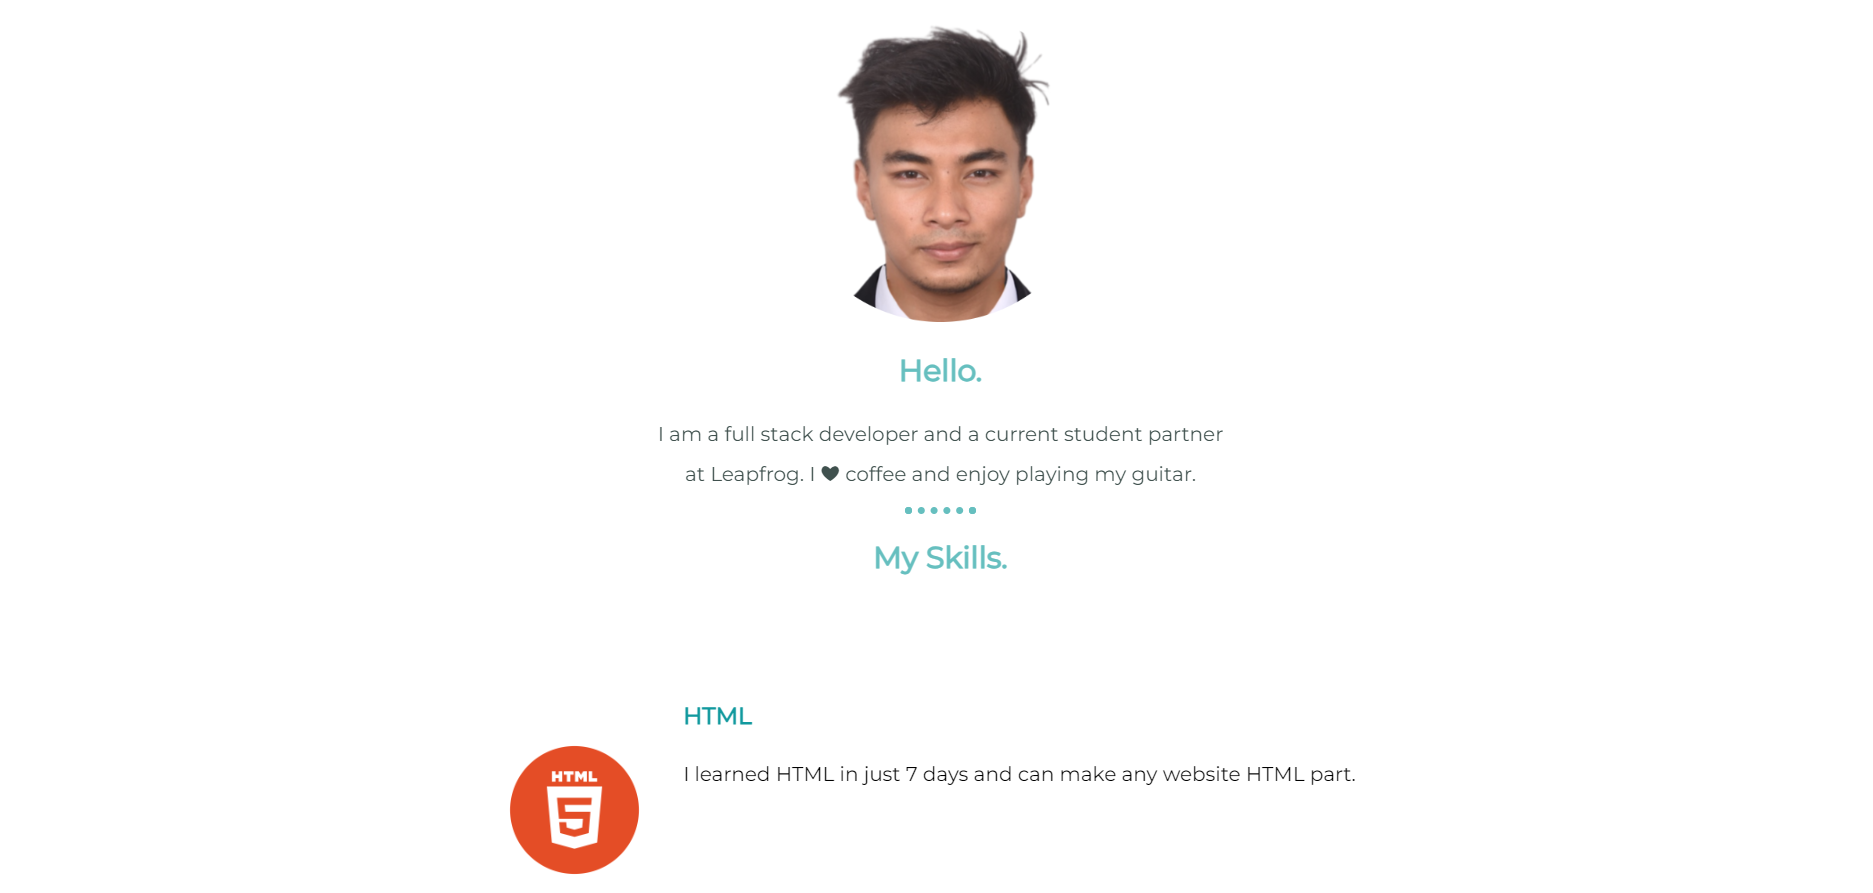 Hello.
I am a full stack developer and a current student partner
at Leapfrog. I ♥ coffee and enjoy playing my guitar.
My Skills.
HTML
I learned HTML in just 7 days and can make any website HTML part.
HTML
5